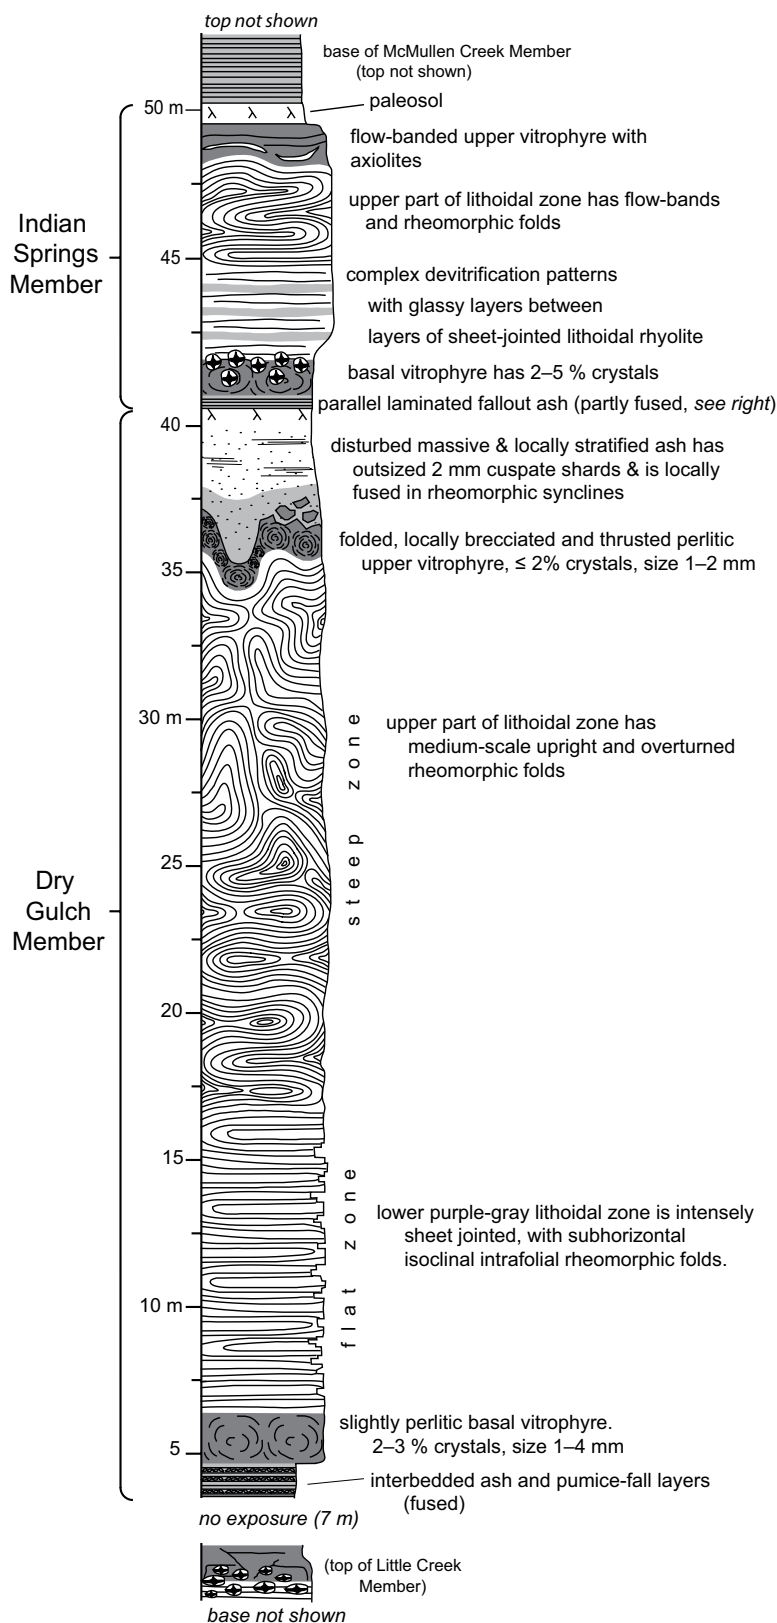 top not shown
base of McMullen Creek Member
(top not shown)
50 m
paleosol
flow-banded upper vitrophyre with
axiolites
upper part of lithoidal zone has flow-bands
and rheomorphic folds
Indian
Springs
Member
45
complex devitrification patterns
with glassy layers between
layers of sheet-jointed lithoidal rhyolite
basal vitrophyre has 2–5 % crystals
parallel laminated fallout ash (partly fused, see right)
40
disturbed massive & locally stratified ash has
outsized 2 mm cuspate shards & is locally
fused in rheomorphic synclines
folded, locally brecciated and thrusted perlitic
upper vitrophyre, ≤ 2% crystals, size 1–2 mm
35
30 m
upper part of lithoidal zone has
medium-scale upright and overturned
rheomorphic folds
steep zone
25
Dry
Gulch
Member
20
15
flat zone
lower purple-gray lithoidal zone is intensely
sheet jointed, with subhorizontal
isoclinal intrafolial rheomorphic folds.
10 m
slightly perlitic basal vitrophyre.
2–3 % crystals, size 1–4 mm
5
interbedded ash and pumice-fall layers
(fused)
no exposure (7 m)
(top of Little Creek
Member)
base not shown